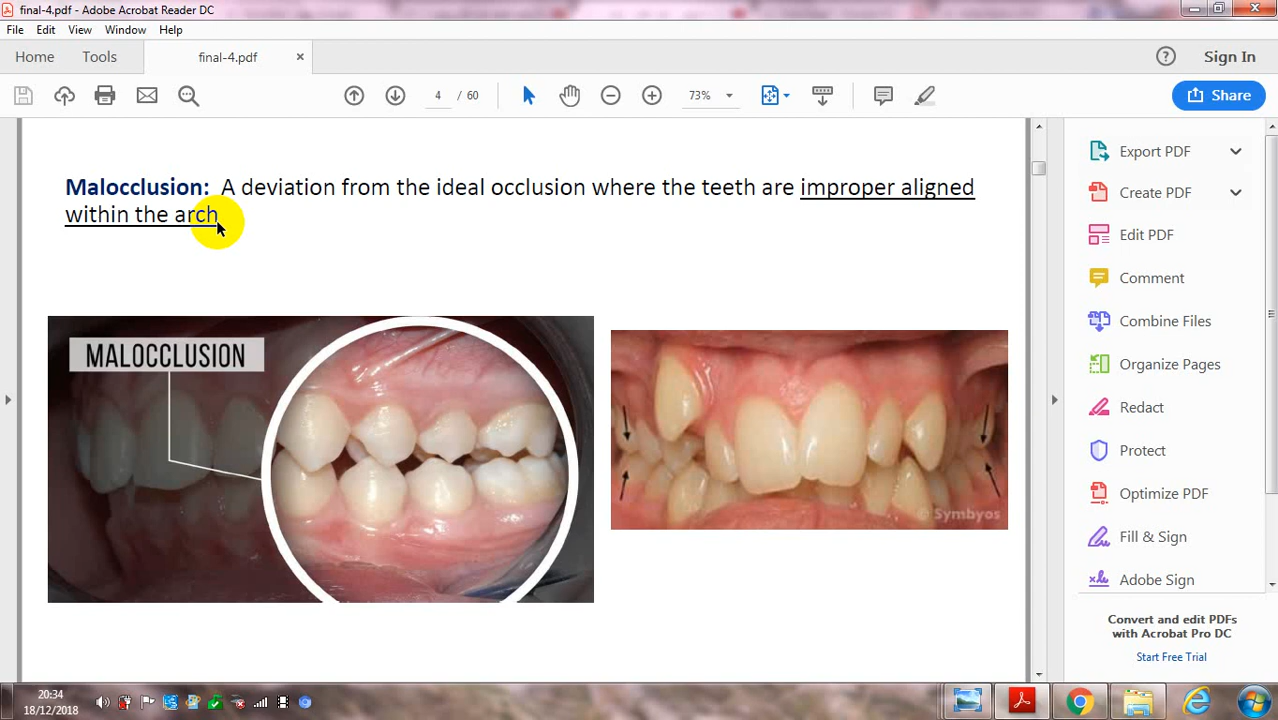 final-4.pdf - Adobe Acrobat Reader DC
File Edit View Window Help
Home Tools final-4.pdf × ? Sign In
4 / 60 73% Share
Malocclusion: A deviation from the ideal occlusion where the teeth are improper aligned
within the arch
MALOCCLUSION
© Symbyos
Export PDF
Create PDF
Edit PDF
Comment
Combine Files
Organize Pages
Redact
Protect
Optimize PDF
Fill & Sign
Adobe Sign
Convert and edit PDFs
with Acrobat Pro DC
Start Free Trial
20:34
18/12/2018